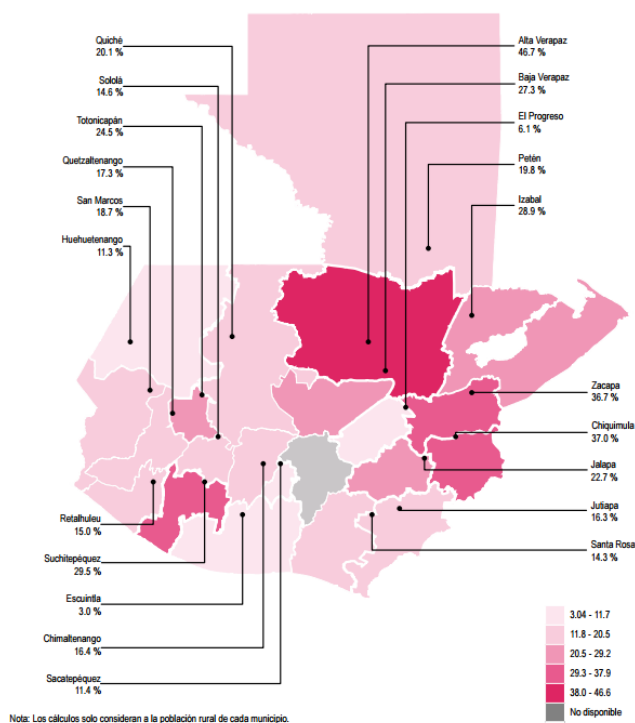 Quiché
20.1 %
Sololá
14.6 %
Totonicapán
24.5 %
Quetzaltenango
17.3 %
San Marcos
18.7 %
Huehuetenango
11.3 %
Alta Verapaz
46.7 %
Baja Verapaz
27.3 %
El Progreso
6.1 %
Petén
19.8 %
Izabal
28.9 %
Zacapa
36.7 %
Chiquimula
37.0 %
Jalapa
22.7 %
Jutiapa
16.3 %
Santa Rosa
14.3 %
Retalhuleu
15.0 %
Suchitepéquez
29.5 %
Escuintla
3.0 %
Chimaltenango
16.4 %
Sacatepéquez
11.4 %
3.04 - 11.7
11.8 - 20.5
20.5 - 29.2
29.3 - 37.9
38.0 - 46.6
No disponible
Nota: Los cálculos solo consideran a la población rural de cada municipio.